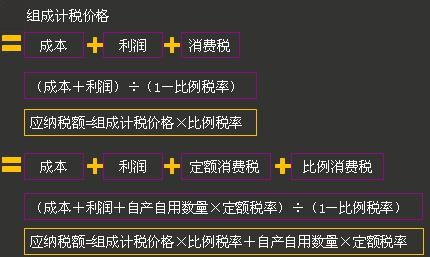 组成计税价格
= 成本 + 利润 + 消费税
(成本+利润)÷(1—比例税率)
应纳税额=组成计税价格×比例税率
= 成本 + 利润 + 定额消费税 + 比例消费税
(成本+利润+自产自用数量×定额税率)÷(1—比例税率)
应纳税额=组成计税价格×比例税率+自产自用数量×定额税率